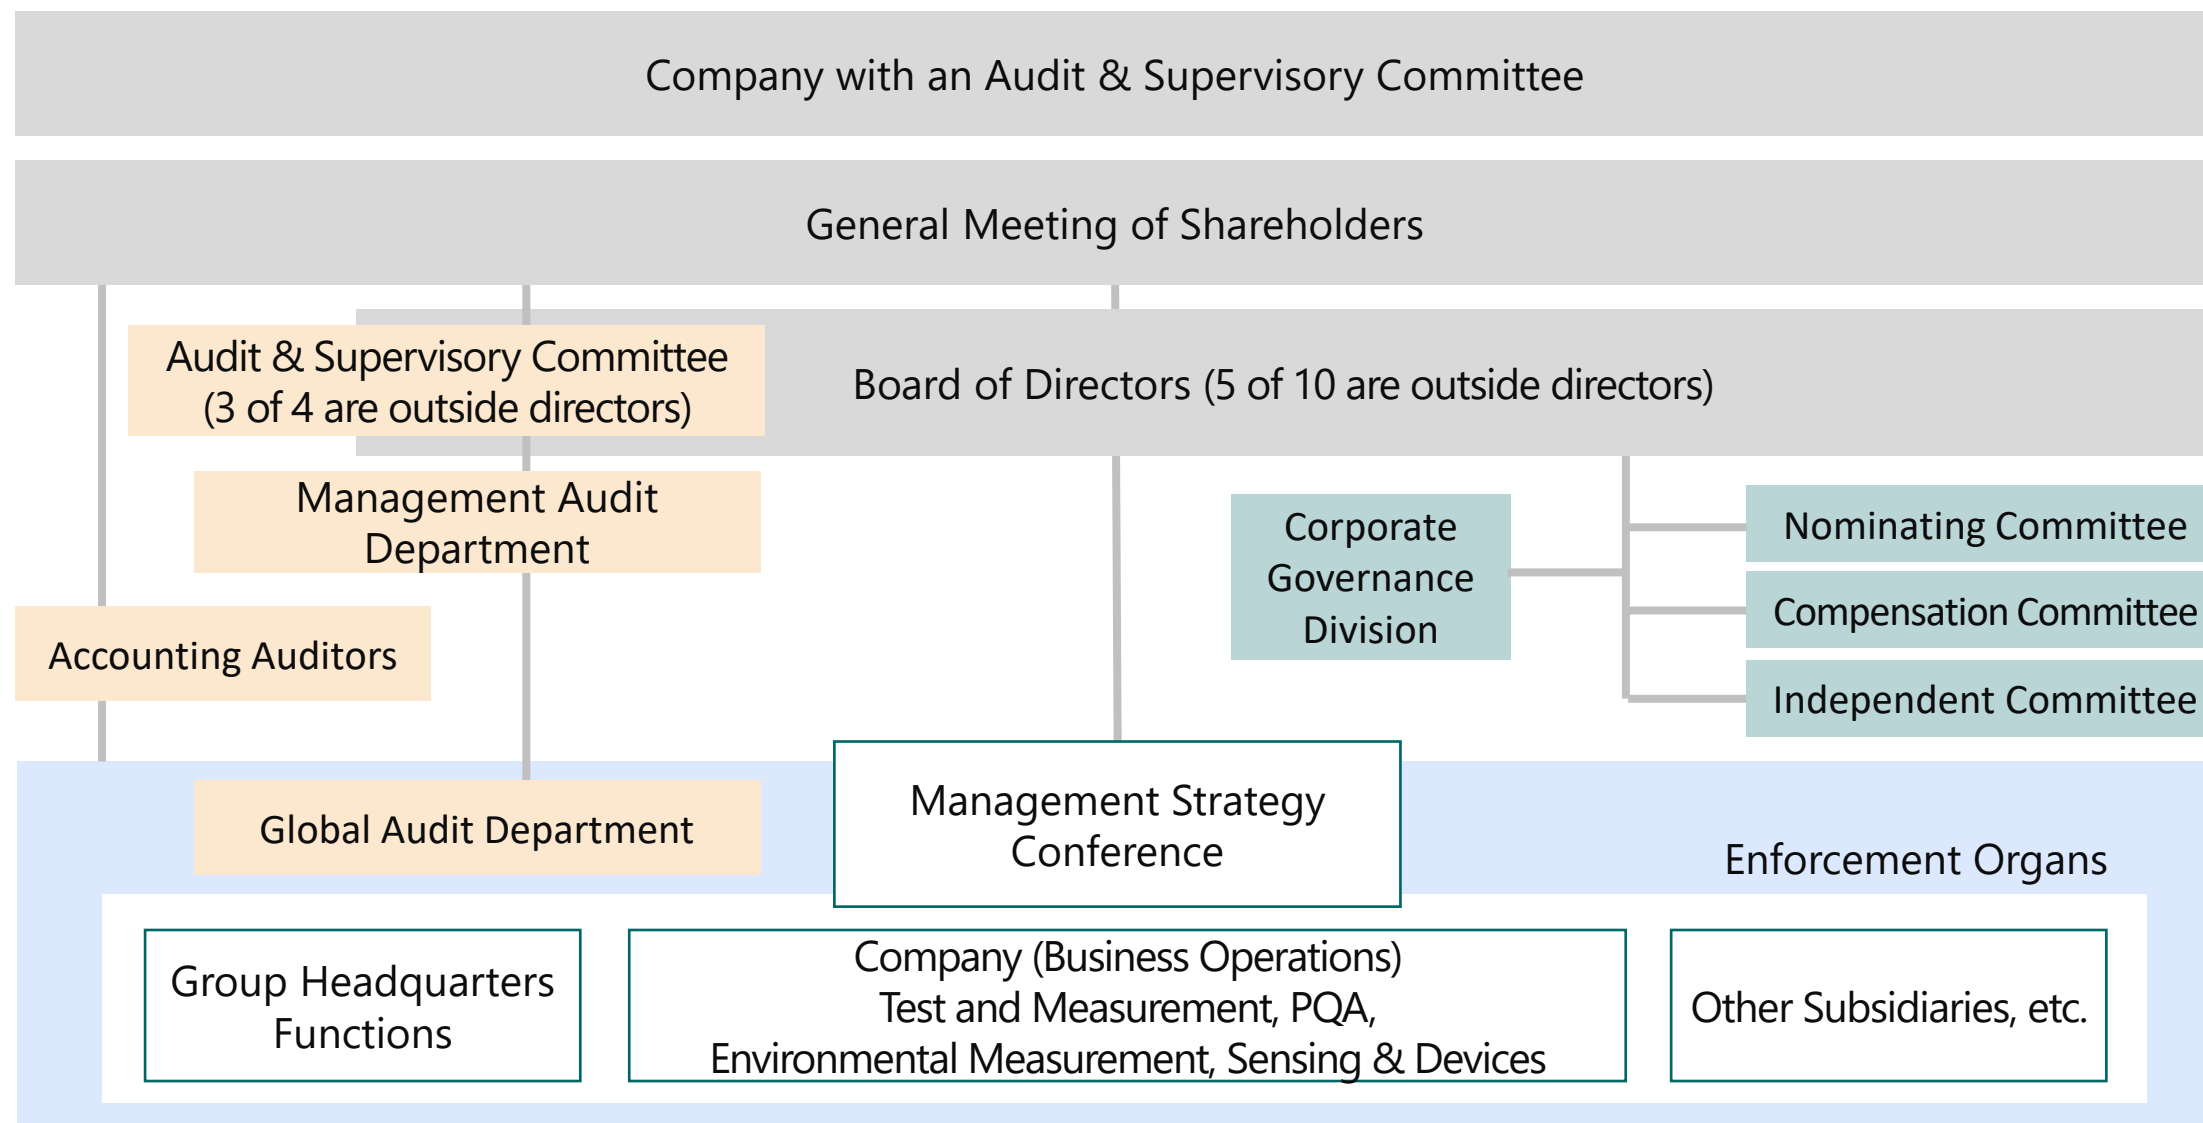 Company with an Audit & Supervisory Committee
General Meeting of Shareholders
Audit & Supervisory Committee
(3 of 4 are outside directors)
Board of Directors (5 of 10 are outside directors)
Management Audit
Department
Corporate
Governance
Division
Nominating Committee
Compensation Committee
Independent Committee
Accounting Auditors
Global Audit Department
Management Strategy
Conference
Enforcement Organs
Group Headquarters
Functions
Company (Business Operations)
Test and Measurement, PQA,
Environmental Measurement, Sensing & Devices
Other Subsidiaries, etc.